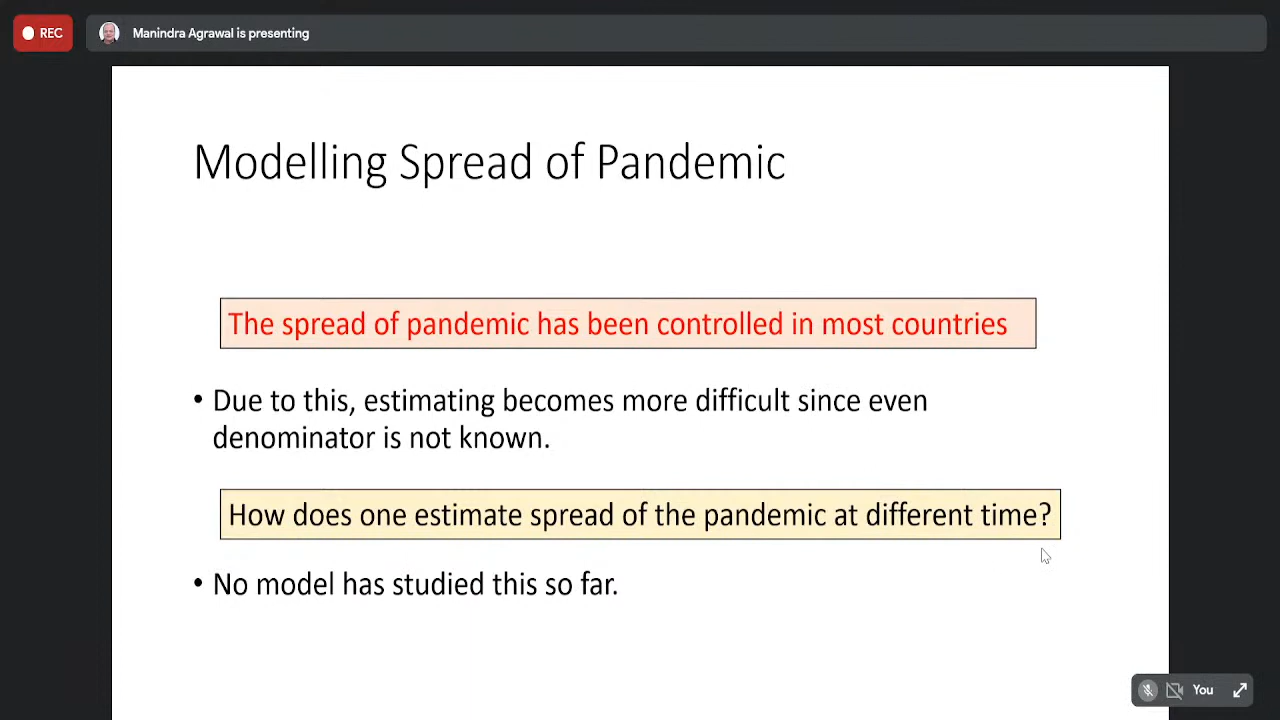 REC
Manindra Agrawal is presenting
Modelling Spread of Pandemic
The spread of pandemic has been controlled in most countries
• Due to this, estimating becomes more difficult since even
denominator is not known.
How does one estimate spread of the pandemic at different time?
• No model has studied this so far.
You